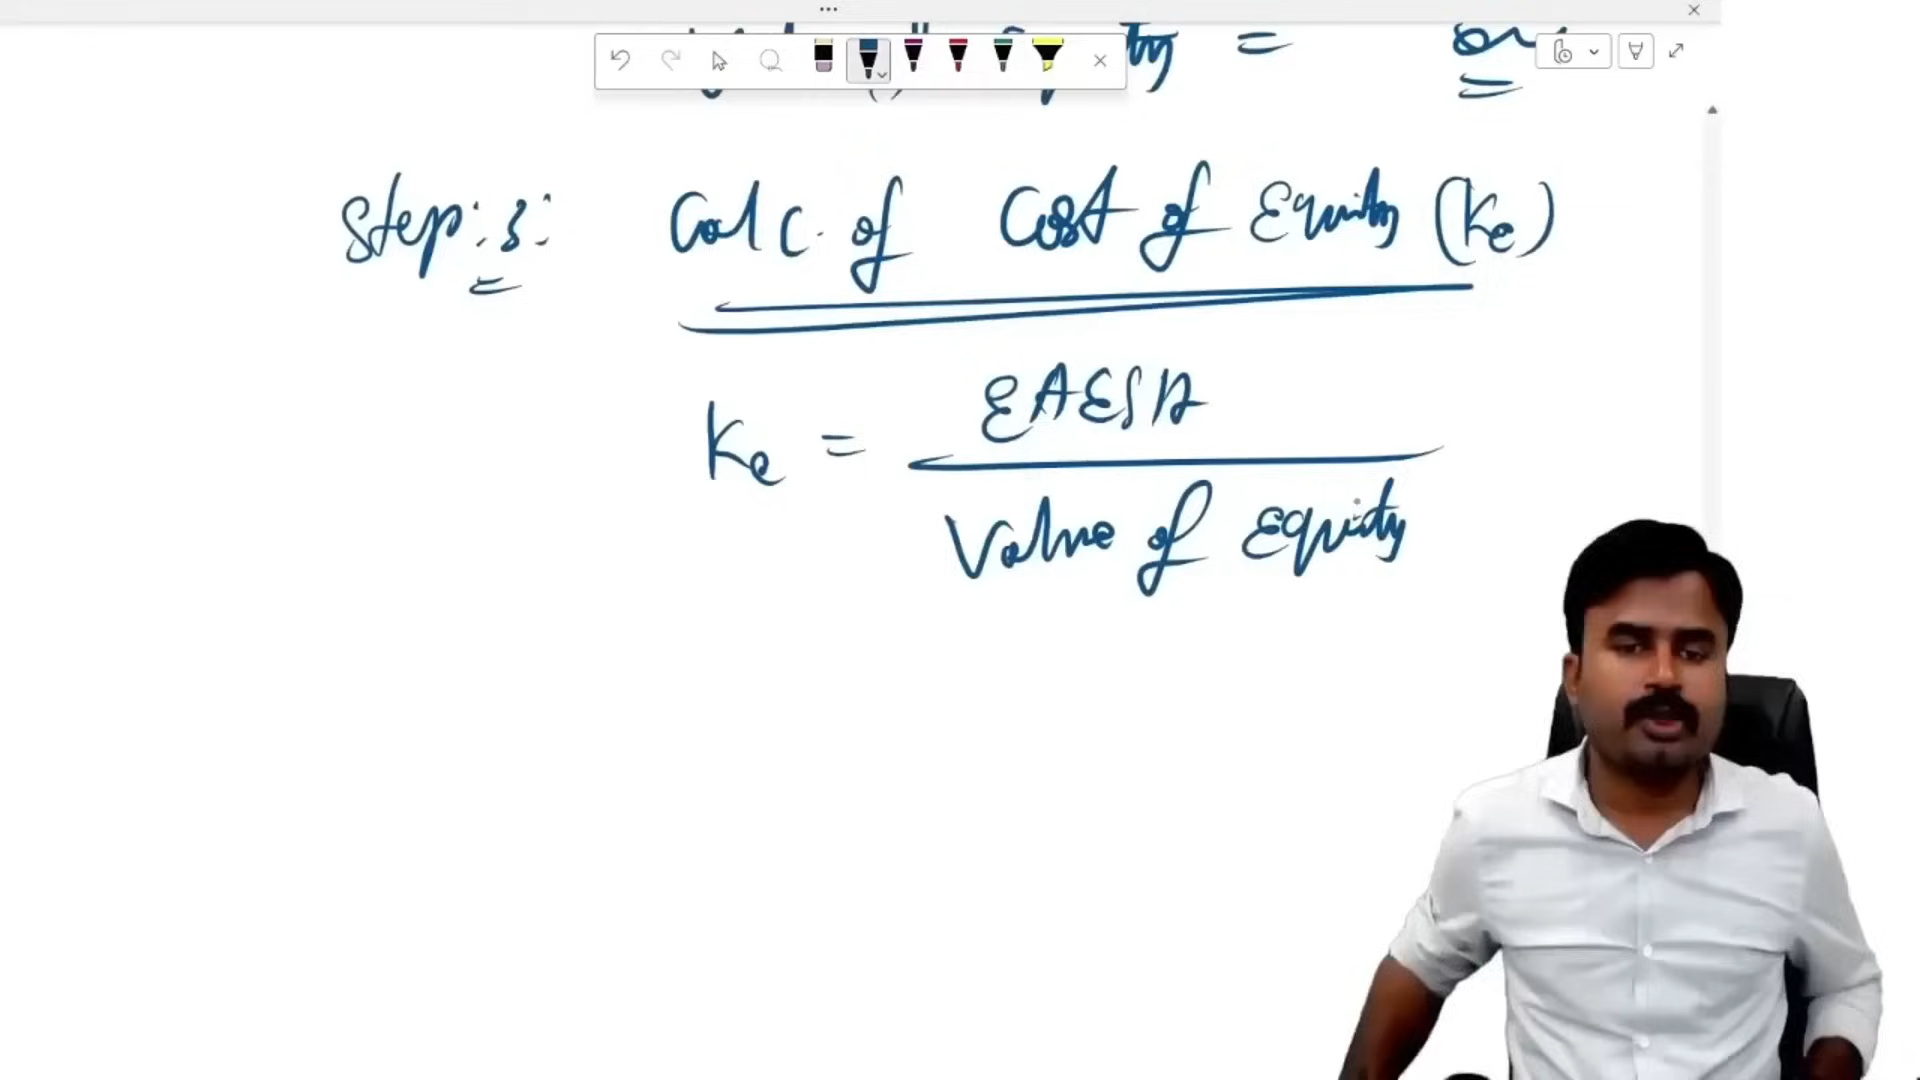 =
Step: 3:
Calc. of Cost of Equity (Ke)
Ke =
EAESH
Value of Equity